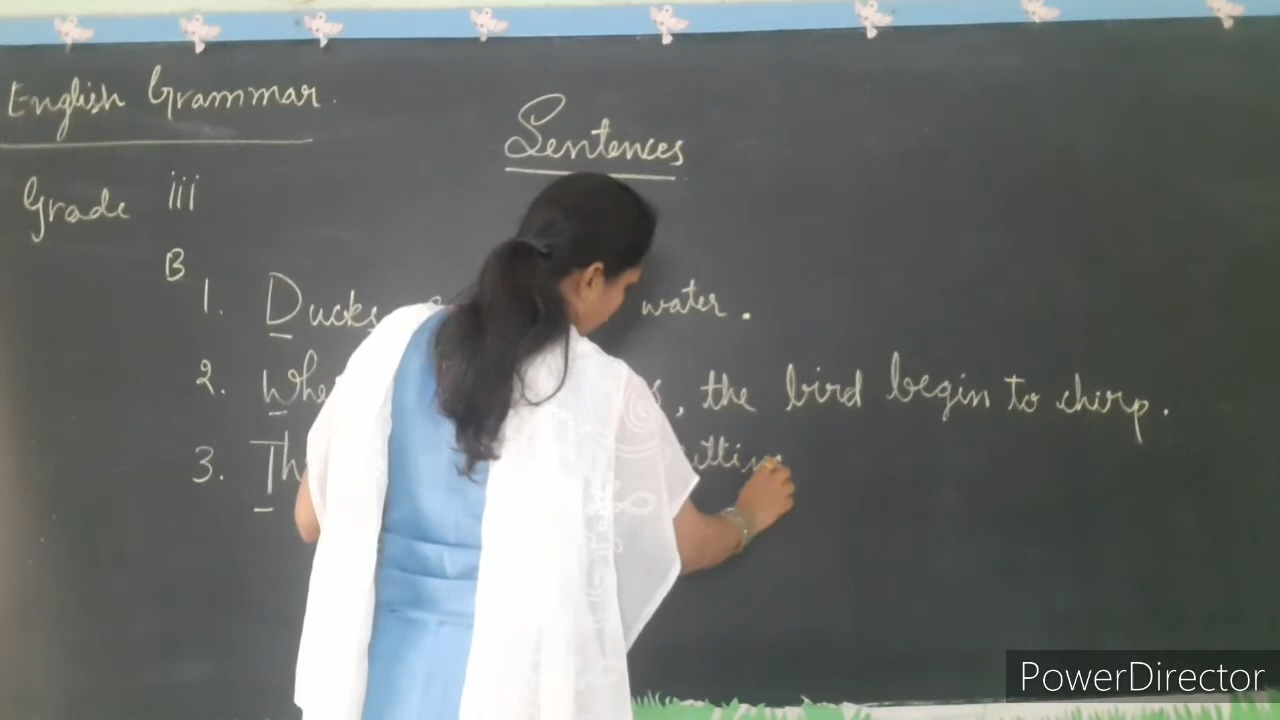 English Grammar.
Sentences
Grade iii
B
1. Ducks water.
2. , the bird begin to chirp.
3.
PowerDirector